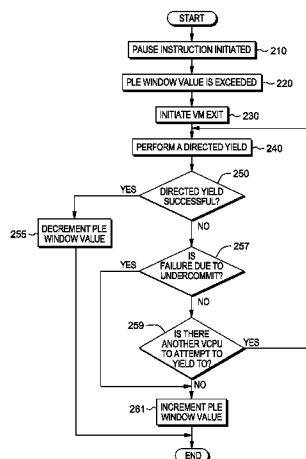 START
PAUSE INSTRUCTION INITIATED
210
PLE WINDOW VALUE IS EXCEEDED
220
INITIATE VM EXIT
230
PERFORM A DIRECTED YIELD
240
250
YES
DIRECTED YIELD
SUCCESSFUL?
NO
255
DECREMENT PLE
WINDOW VALUE
257
IS
FAILURE DUE TO
UNDERCOMMIT?
YES
NO
259
IS THERE
ANOTHER VCPU
TO ATTEMPT TO
YIELD TO?
YES
NO
261
INCREMENT PLE
WINDOW VALUE
END